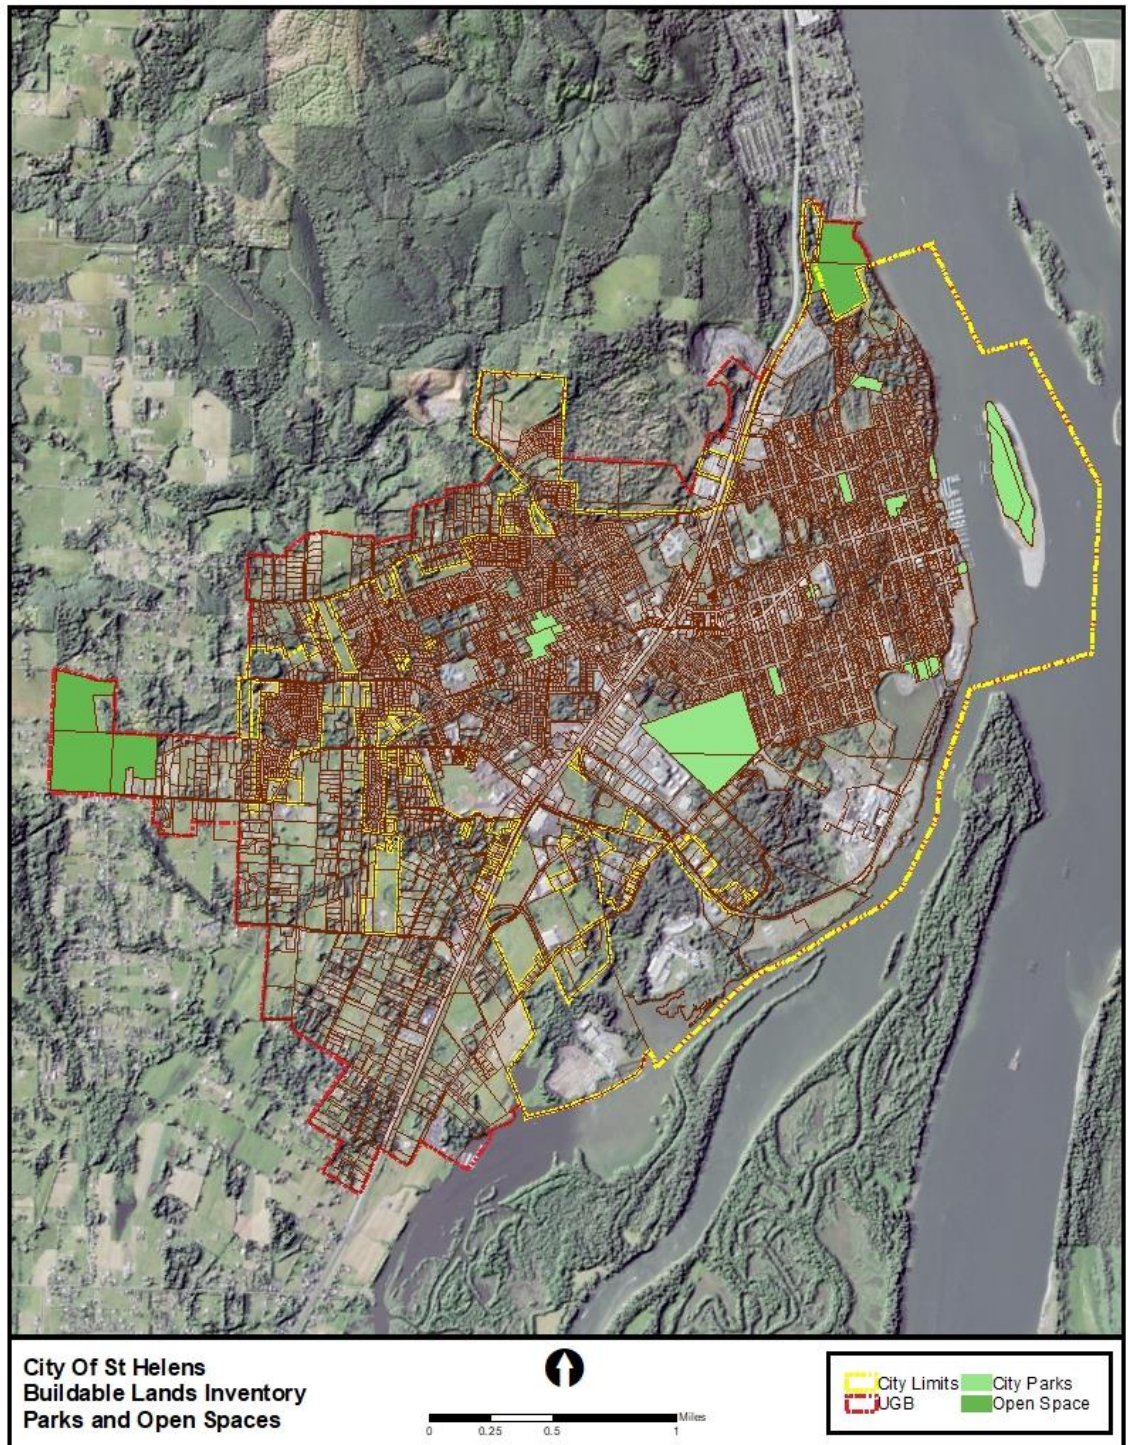 City Of St Helens
Buildable Lands Inventory
Parks and Open Spaces
Miles
0 0.25 0.5 1
City Limits City Parks
UGB Open Space